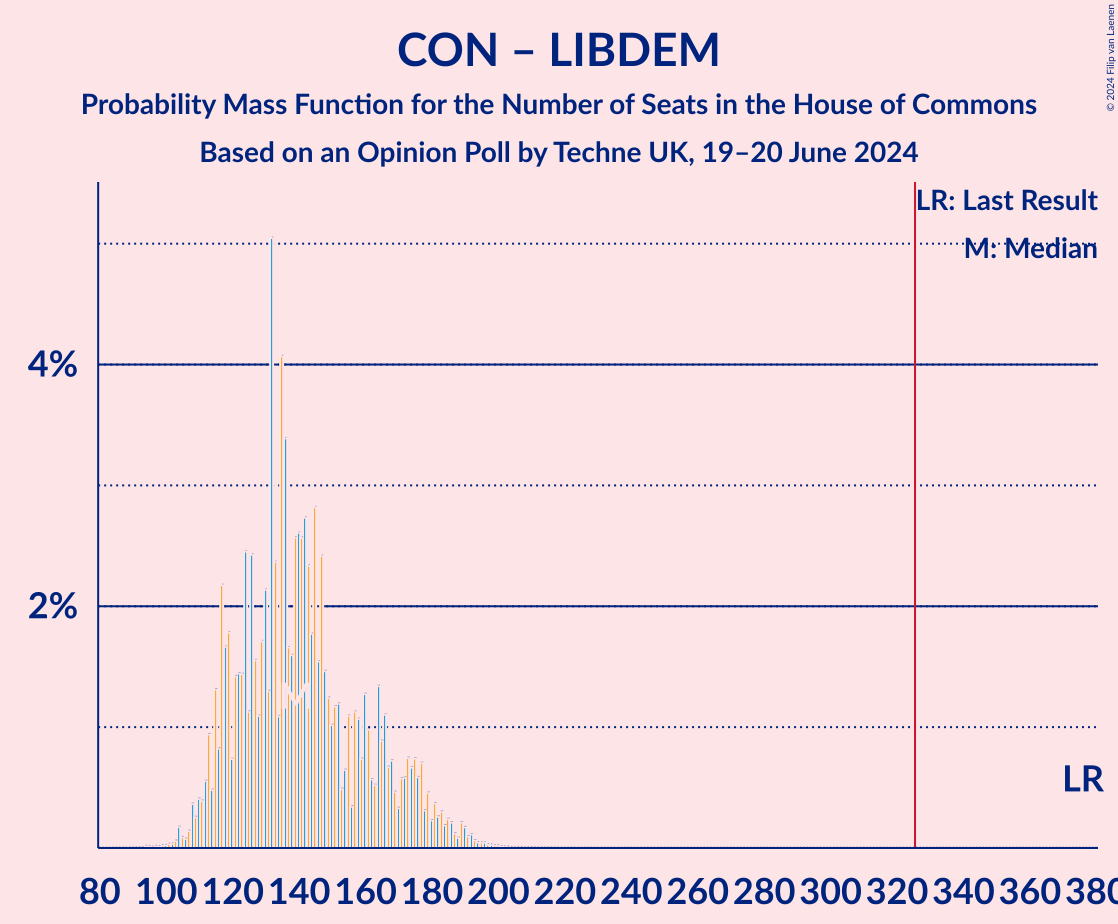 CON – LIBDEM
Probability Mass Function for the Number of Seats in the House of Commons
Based on an Opinion Poll by Techne UK, 19–20 June 2024
© 2024 Filip van Laenen
LR: Last Result
M: Median
4%
2%
LR
80 100 120 140 160 180 200 220 240 260 280 300 320 340 360 380